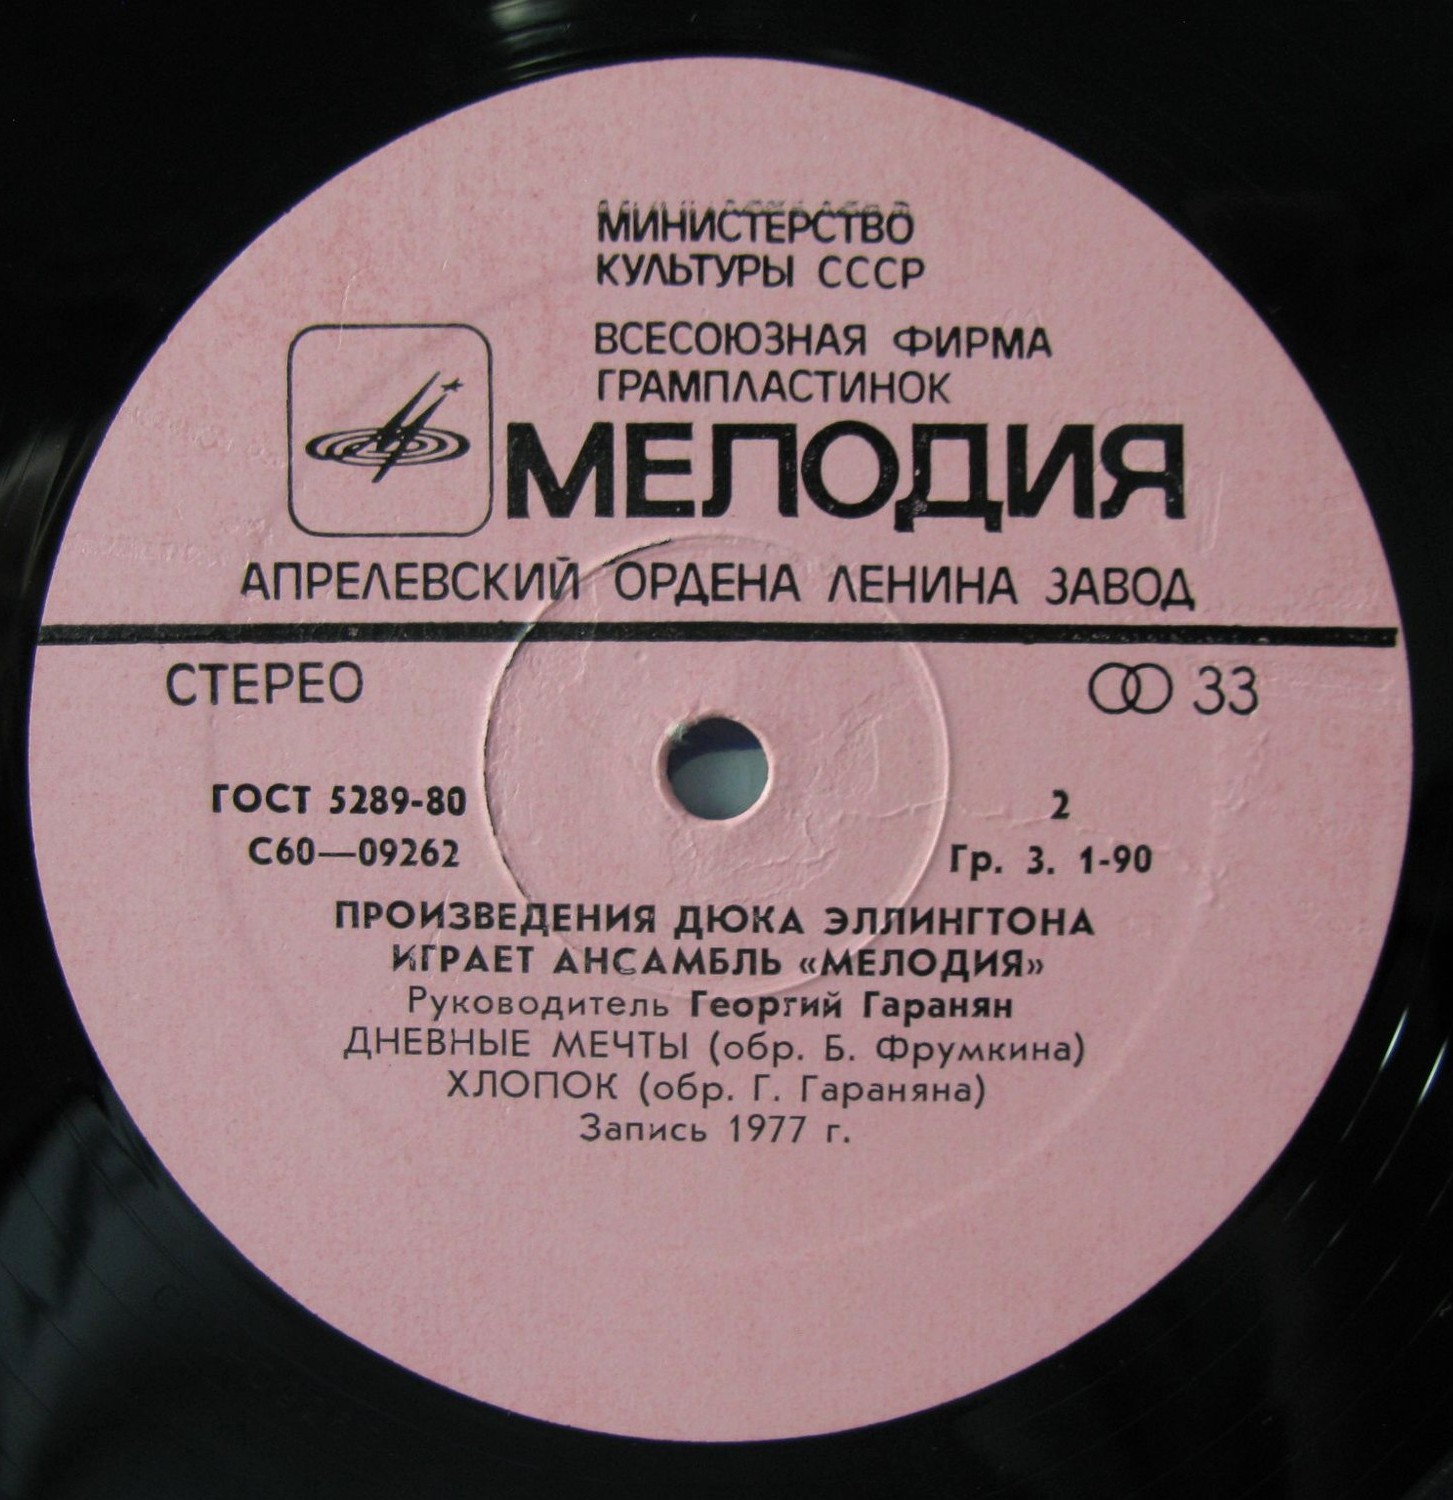 МИНИСТЕРСТВО
КУЛЬТУРЫ СССР
ВСЕСОЮЗНАЯ ФИРМА
ГРАМПЛАСТИНОК
МЕЛОДИЯ
АПРЕЛЕВСКИЙ ОРДЕНА ЛЕНИНА ЗАВОД
СТЕРЕО 33
ГОСТ 5289-80 2
С60—09262 Гр. 3. 1-90
ПРОИЗВЕДЕНИЯ ДЮКА ЭЛЛИНГТОНА
ИГРАЕТ АНСАМБЛЬ «МЕЛОДИЯ»
Руководитель Георгий Гаранян
ДНЕВНЫЕ МЕЧТЫ (обр. Б. Фрумкина)
ХЛОПОК (обр. Г. Гараняна)
Запись 1977 г.